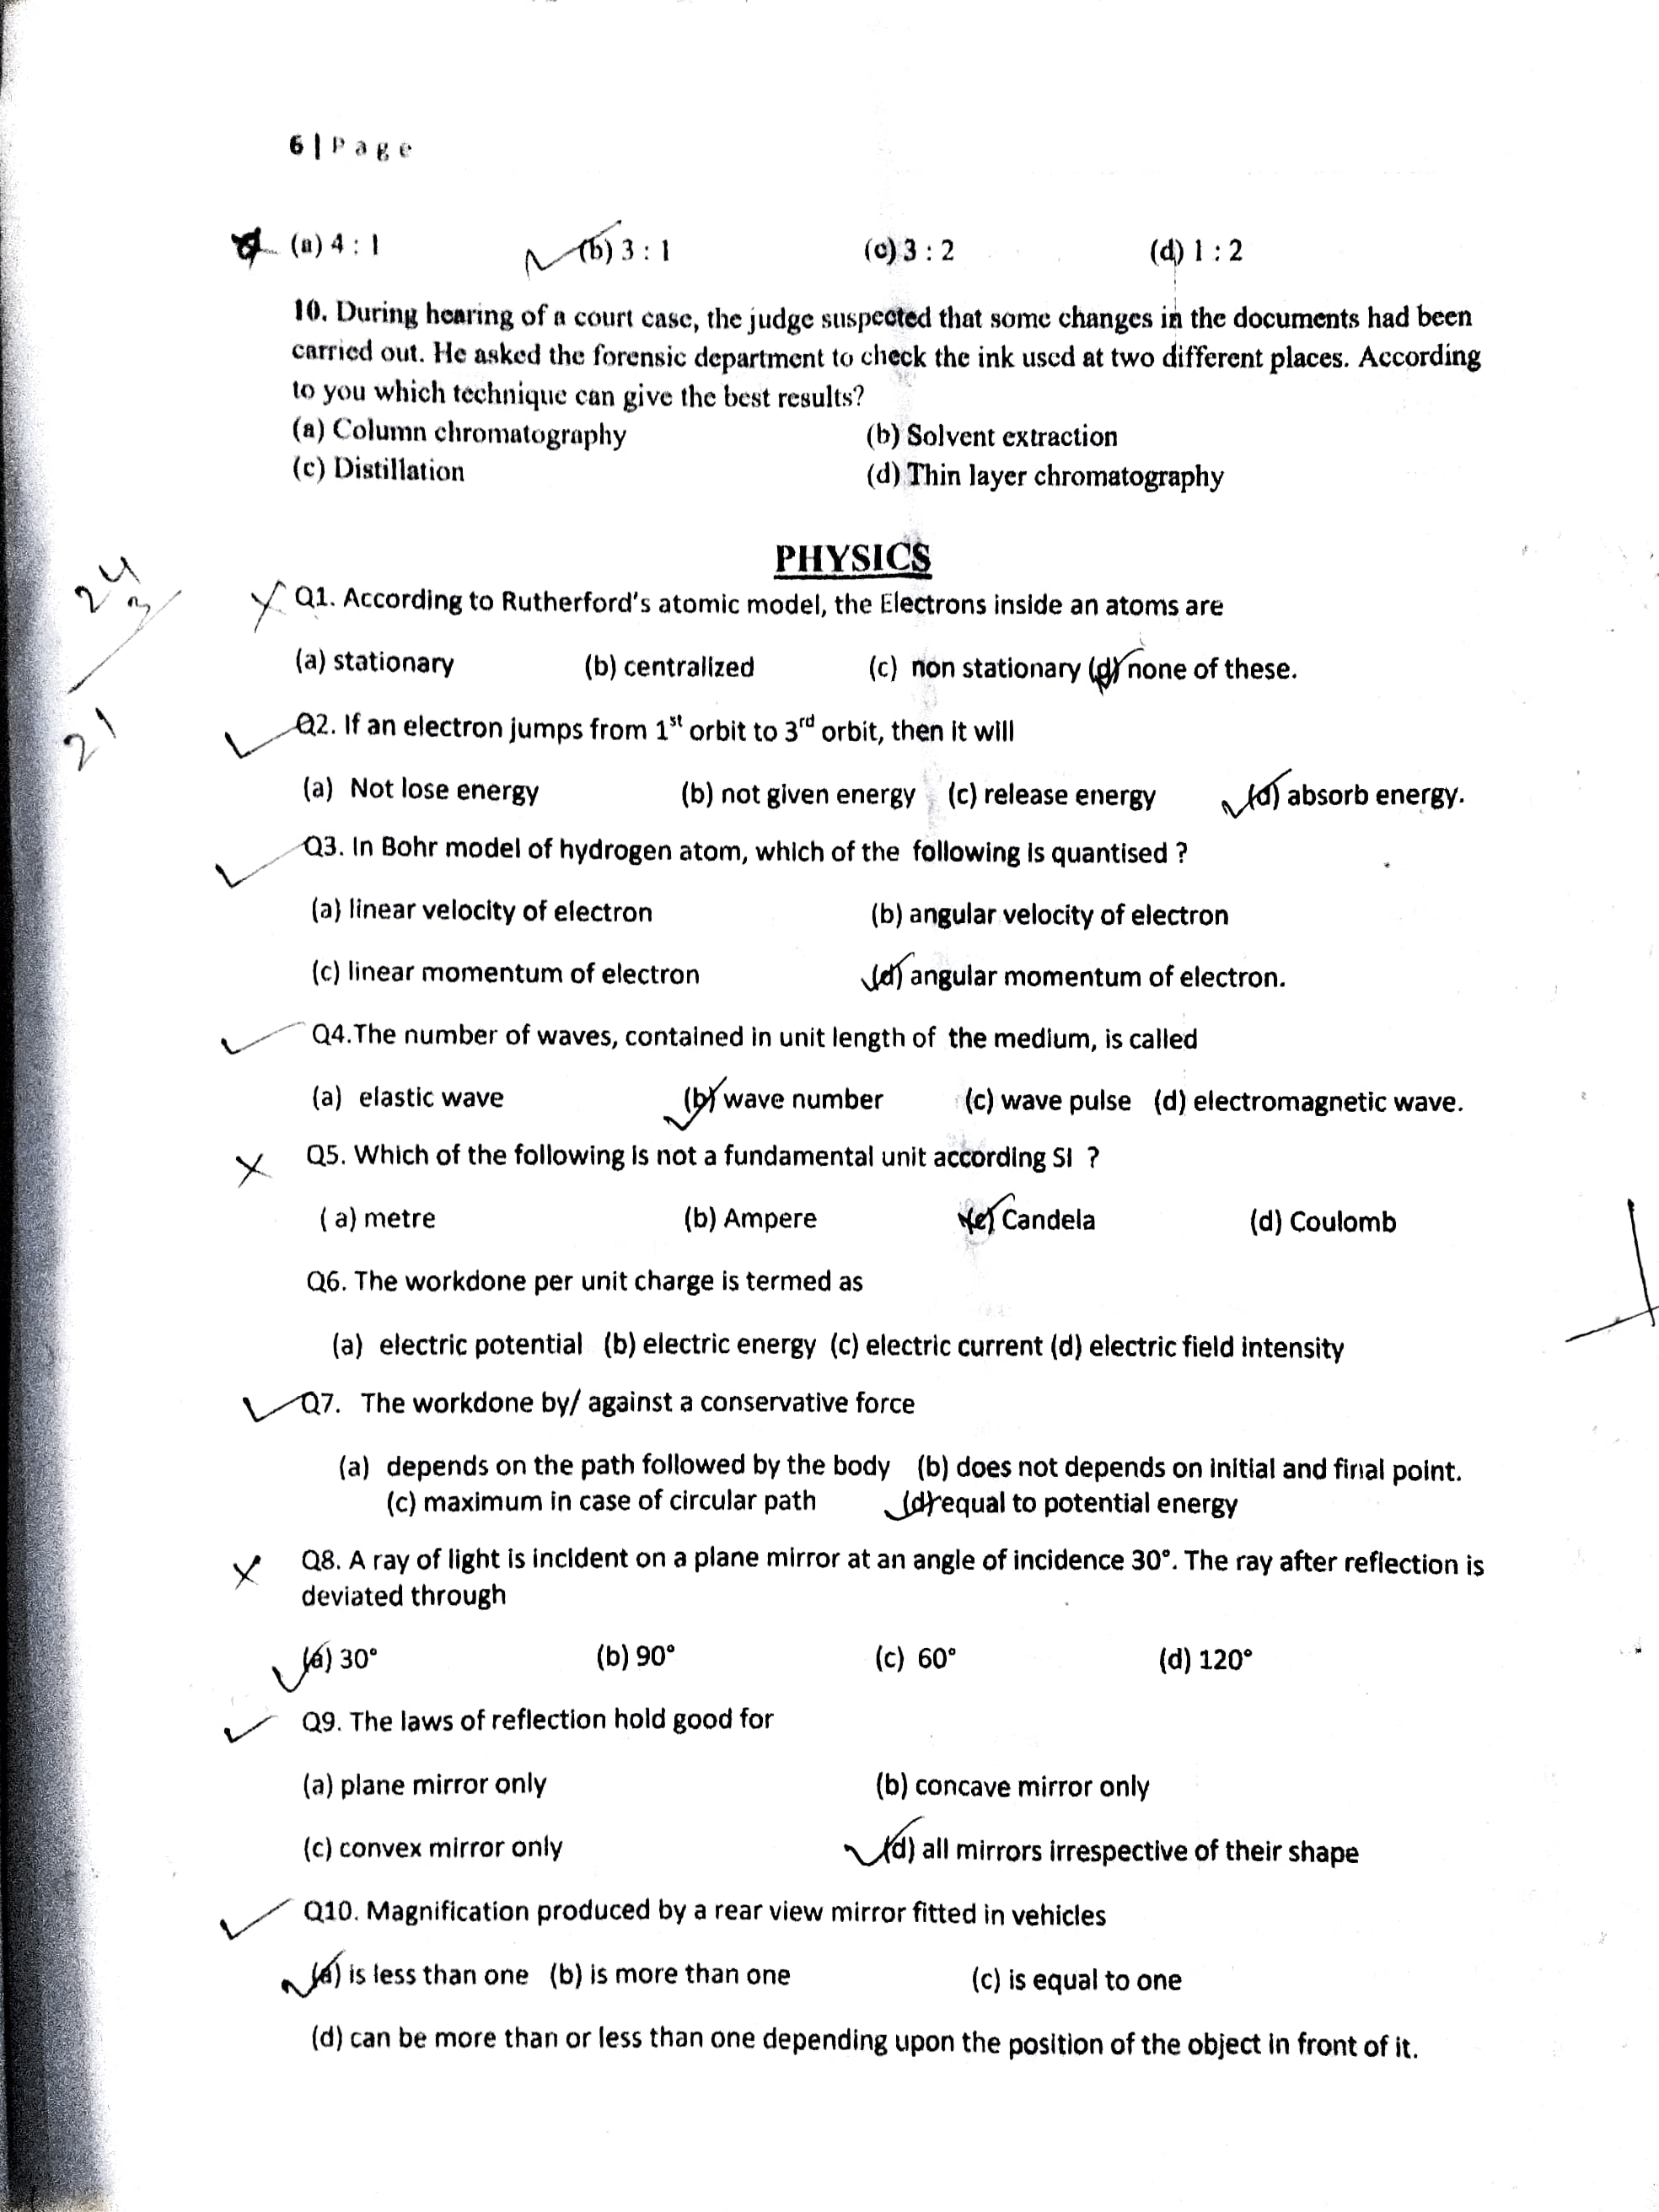 6 | P a g e
(a) 4 : 1 (b) 3 : 1 (c) 3 : 2 (d) 1 : 2
10. During hearing of a court case, the judge suspected that some changes in the documents had been
carried out. He asked the forensic department to check the ink used at two different places. According
to you which technique can give the best results?
(a) Column chromatography (b) Solvent extraction
(c) Distillation (d) Thin layer chromatography
PHYSICS
24
3
21
Q1. According to Rutherford's atomic model, the Electrons inside an atoms are
(a) stationary (b) centralized (c) non stationary (d) none of these.
Q2. If an electron jumps from 1st orbit to 3rd orbit, then it will
(a) Not lose energy (b) not given energy (c) release energy (d) absorb energy.
Q3. In Bohr model of hydrogen atom, which of the following is quantised ?
(a) linear velocity of electron (b) angular velocity of electron
(c) linear momentum of electron (d) angular momentum of electron.
Q4.The number of waves, contained in unit length of the medium, is called
(a) elastic wave (b) wave number (c) wave pulse (d) electromagnetic wave.
Q5. Which of the following is not a fundamental unit according SI ?
( a) metre (b) Ampere (c) Candela (d) Coulomb
Q6. The workdone per unit charge is termed as
(a) electric potential (b) electric energy (c) electric current (d) electric field intensity
Q7. The workdone by/ against a conservative force
(a) depends on the path followed by the body (b) does not depends on initial and final point.
(c) maximum in case of circular path (d) equal to potential energy
Q8. A ray of light is incident on a plane mirror at an angle of incidence 30°. The ray after reflection is
deviated through
(a) 30° (b) 90° (c) 60° (d) 120°
Q9. The laws of reflection hold good for
(a) plane mirror only (b) concave mirror only
(c) convex mirror only (d) all mirrors irrespective of their shape
Q10. Magnification produced by a rear view mirror fitted in vehicles
(a) is less than one (b) is more than one (c) is equal to one
(d) can be more than or less than one depending upon the position of the object in front of it.